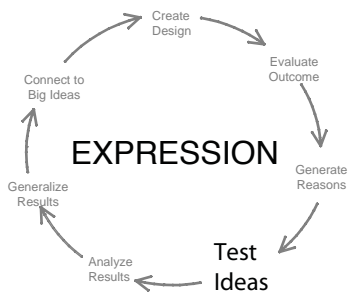 Create
Design
Evaluate
Outcome
Connect to
Big Ideas
EXPRESSION
Generate
Reasons
Generalize
Results
Test
Ideas
Analyze
Results